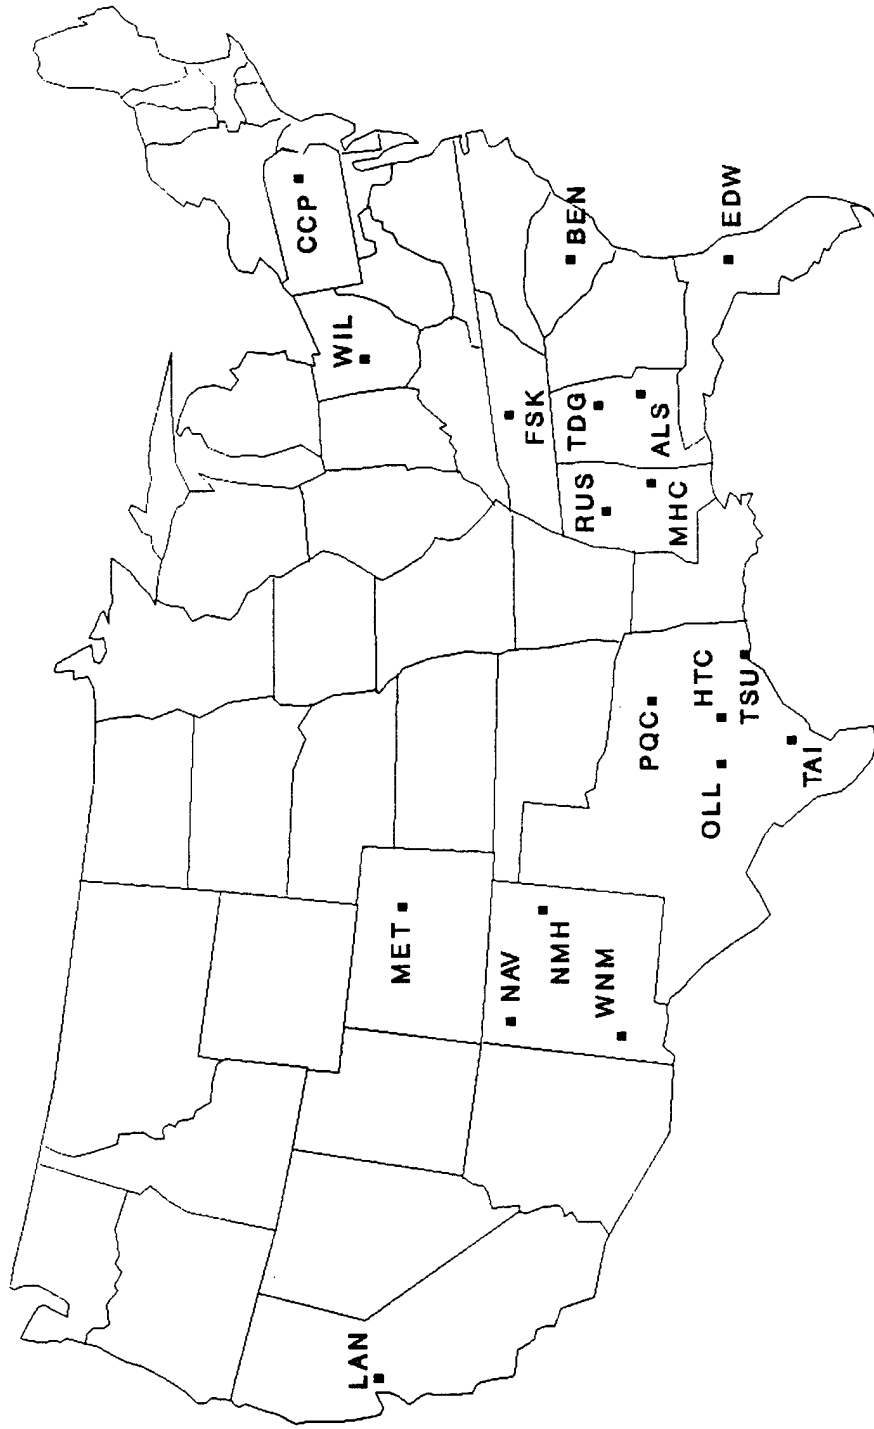 CCP
WIL
BEN
EDW
FSK
TDG
ALS
RUS
MHC
HTC
TSU
PQC
OLL
TAI
MET
NAV
NMH
WNM
LAN